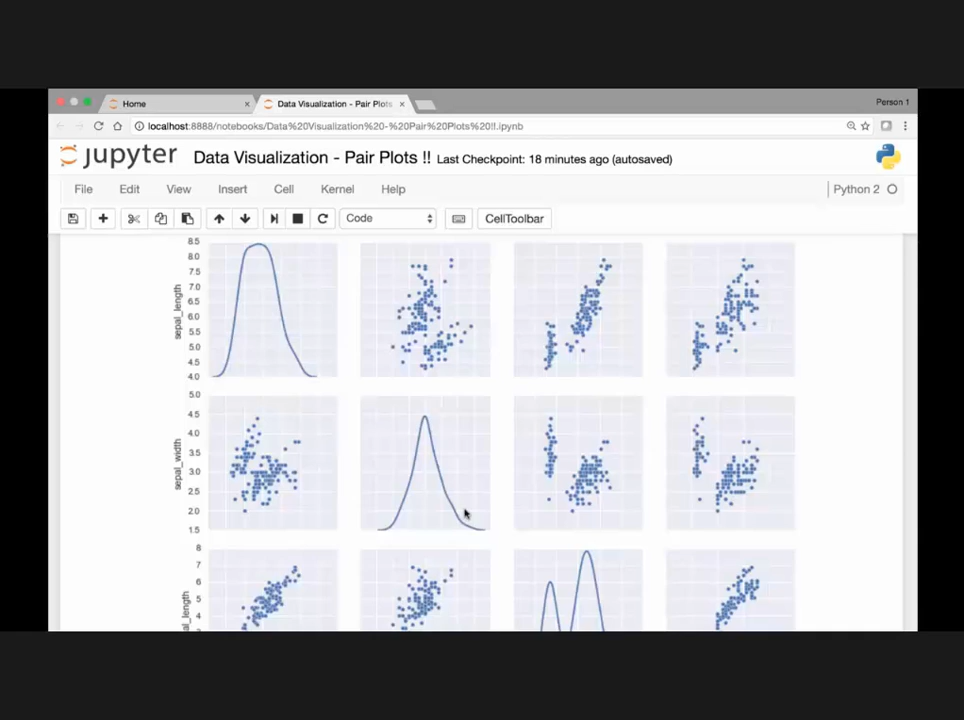 Home × Data Visualization - Pair Plots × Person 1
localhost:8888/notebooks/Data%20Visualization%20-%20Pair%20Plots%20!!.ipynb
jupyter Data Visualization - Pair Plots !! Last Checkpoint: 18 minutes ago (autosaved)
File Edit View Insert Cell Kernel Help Python 2
Code CellToolbar
8.5
8.0
7.5
7.0
6.5
6.0
5.5
5.0
4.5
4.0
sepal_length
5.0
4.5
4.0
3.5
3.0
2.5
2.0
1.5
sepal_width
8
7
6
5
4
al_length